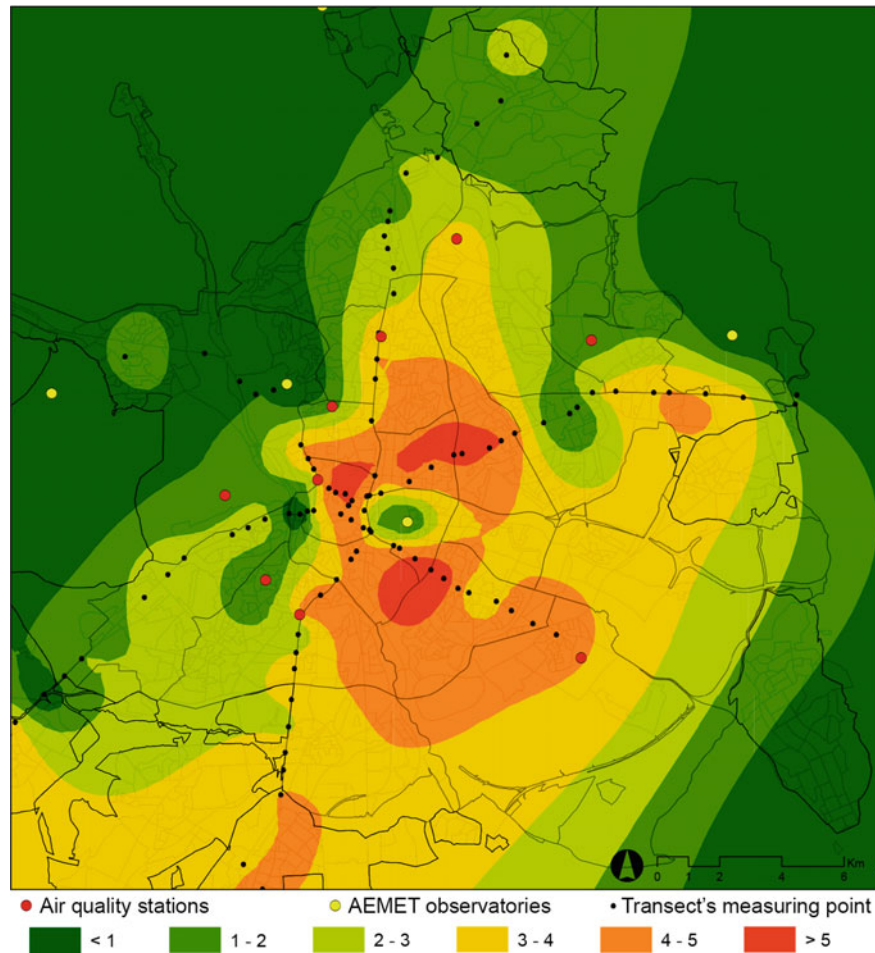 Km
0 1 2 4 6
Air quality stations AEMET observatories Transect's measuring point
< 1 1 - 2 2 - 3 3 - 4 4 - 5 > 5